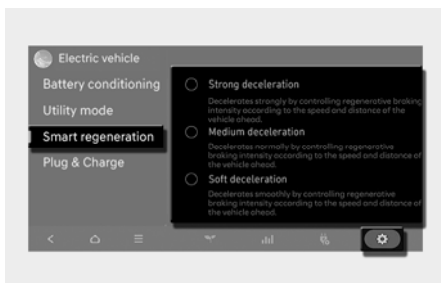 Electric vehicle
Battery conditioning
Utility mode
Smart regeneration
Plug & Charge
Strong deceleration
Decelerates strongly by controlling regenerative braking
intensity according to the speed and distance of the
vehicle ahead.
Medium deceleration
Decelerates normally by controlling regenerative
broking intensity occording to the speed and distance of
the vehicle ahead.
Soft deceleration
Decelerates smoothly by controlling regenerative
braking intensity according to the speed and distance of
the vehicle ahead.